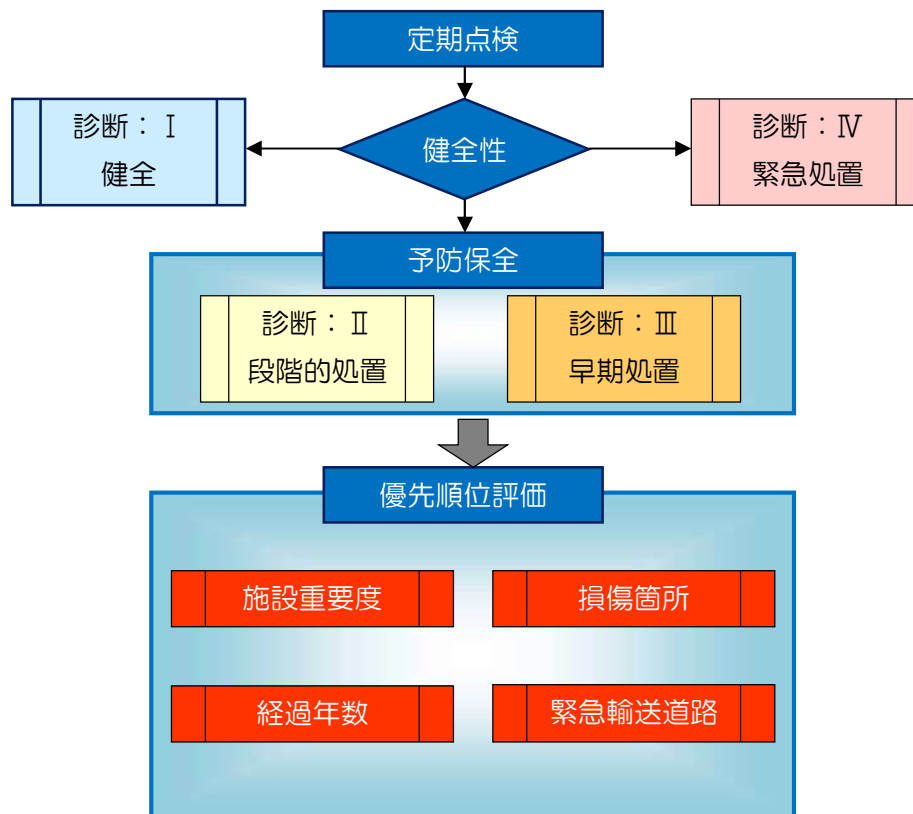 定期点検
診断：Ⅰ
健全
健全性
診断：Ⅳ
緊急処置
予防保全
診断：Ⅱ
段階的処置
診断：Ⅲ
早期処置
優先順位評価
施設重要度
損傷箇所
経過年数
緊急輸送道路